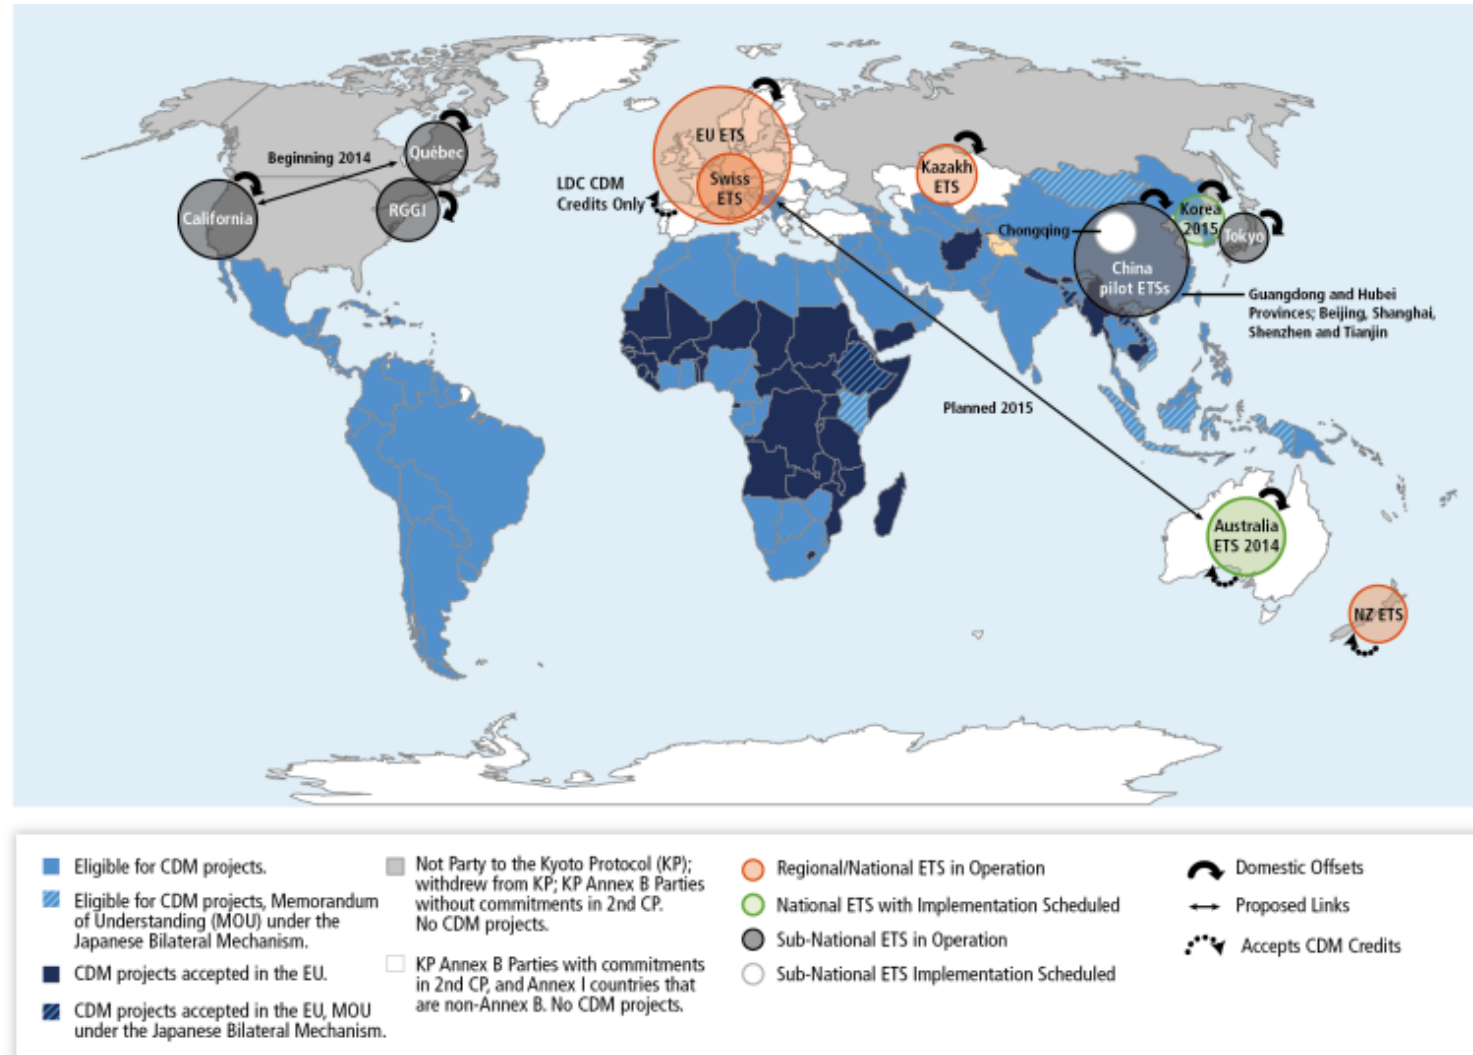 Beginning 2014
Québec
California
RGGI
EU ETS
Swiss
ETS
LDC CDM
Credits Only
Kazakh
ETS
Chongqing
China
pilot ETSs
Korea
2015
Tokyo
Guangdong and Hubei
Provinces; Beijing, Shanghai,
Shenzhen and Tianjin
Planned 2015
Australia
ETS 2014
NZ ETS
Eligible for CDM projects.
Eligible for CDM projects, Memorandum
of Understanding (MOU) under the
Japanese Bilateral Mechanism.
CDM projects accepted in the EU.
CDM projects accepted in the EU, MOU
under the Japanese Bilateral Mechanism.
Not Party to the Kyoto Protocol (KP);
withdrew from KP; KP Annex B Parties
without commitments in 2nd CP.
No CDM projects.
KP Annex B Parties with commitments
in 2nd CP, and Annex I countries that
are non-Annex B. No CDM projects.
Regional/National ETS in Operation
National ETS with Implementation Scheduled
Sub-National ETS in Operation
Sub-National ETS Implementation Scheduled
Domestic Offsets
Proposed Links
Accepts CDM Credits